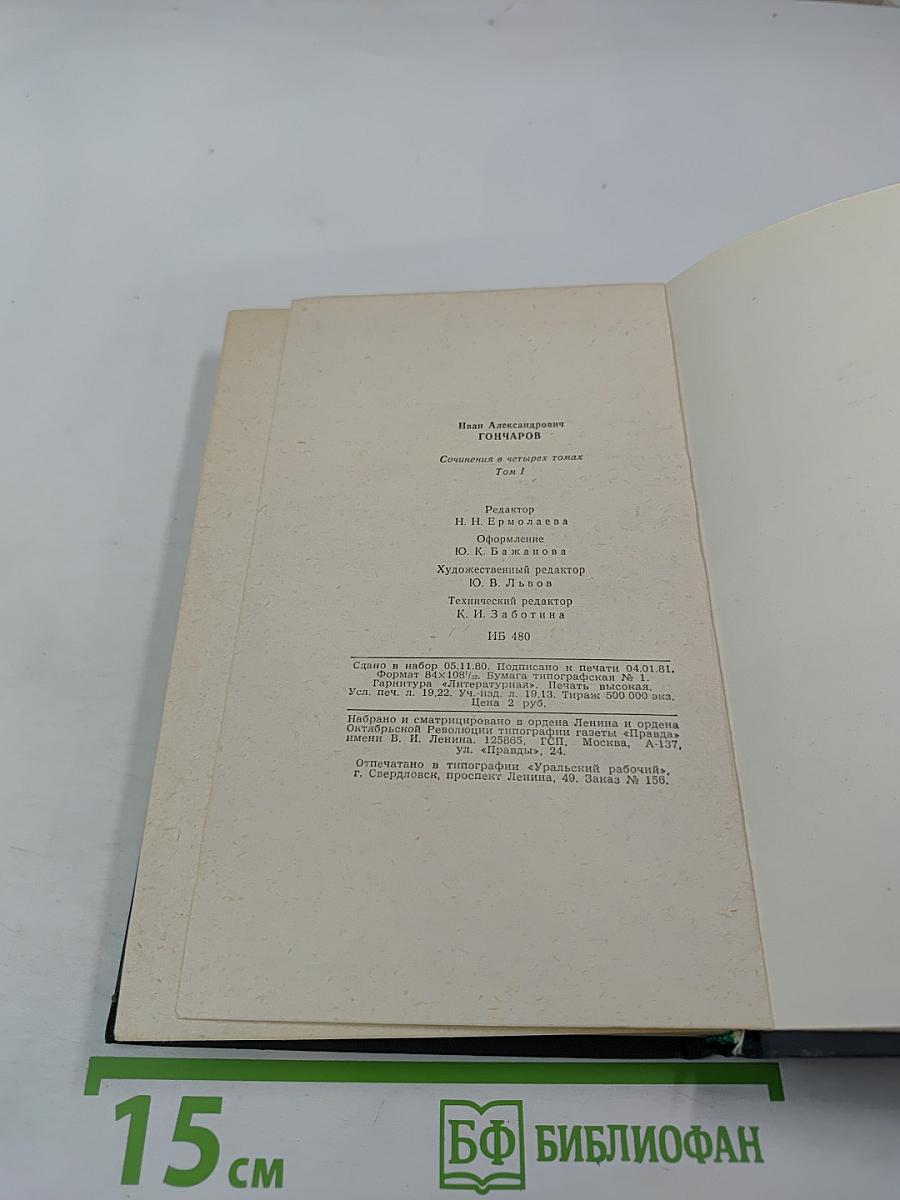 Иван Александрович
ГОНЧАРОВ
Сочинения в четырех томах
Том I
Редактор
Н. Н. Ермолаева
Оформление
Ю. К. Бажанова
Художественный редактор
Ю. В. Львов
Технический редактор
К. И. Заботина
ИБ 480
Сдано в набор 05.11.80. Подписано к печати 04.01.81.
Формат 84×108¹/₃₂. Бумага типографская № 1.
Гарнитура «Литературная». Печать высокая.
Усл. печ. л. 19,22. Уч.-изд. л. 19,13. Тираж 500 000 экз.
Цена 2 руб.
Набрано и сматрицировано в ордена Ленина и ордена
Октябрьской Революции типографии газеты «Правда»
имени В. И. Ленина. 125865, ГСП, Москва, А-137,
ул. «Правды», 24.
Отпечатано в типографии «Уральский рабочий»,
г. Свердловск, проспект Ленина, 49. Заказ № 156.
15 см
БФ БИБЛИОФАН